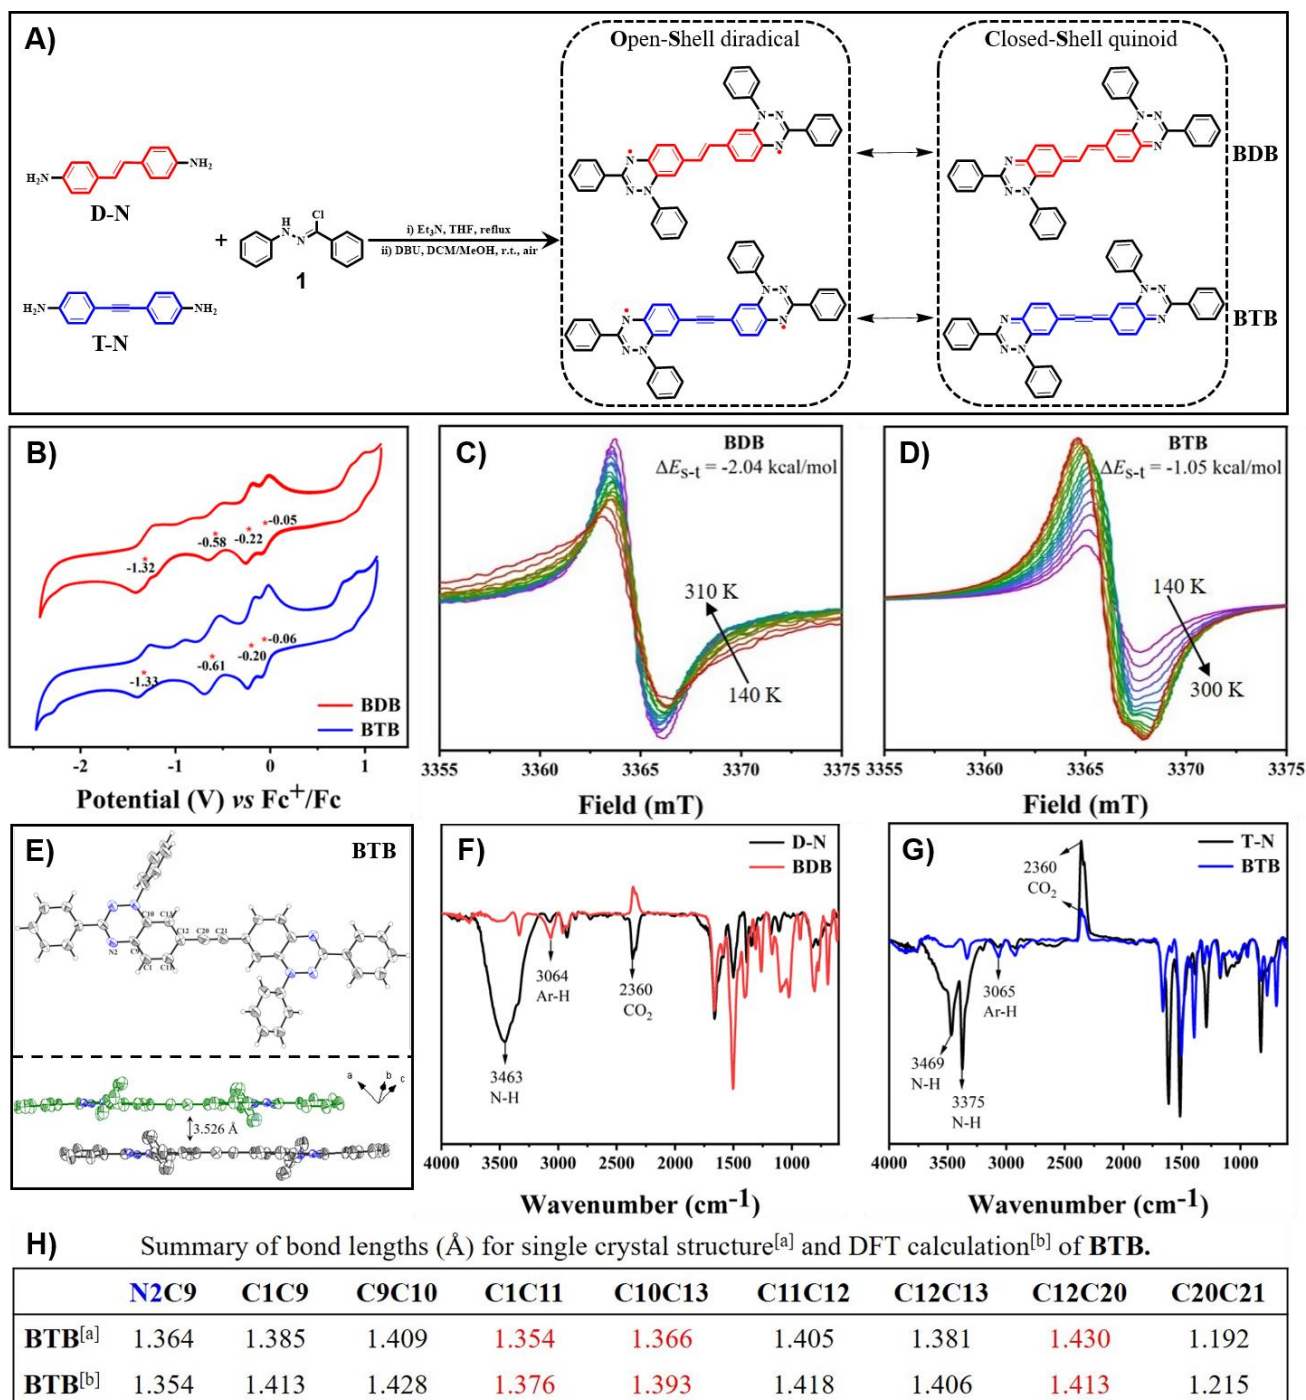 A)
Open-Shell diradical
Closed-Shell quinoid
H₂N
NH₂
D-N
+
H
N
N
Cl
1
i) Et₃N, THF, reflux
ii) DBU, DCM/MeOH, r.t., air
H₂N
NH₂
T-N
N
N
N
N
N
N
BDB
N
N
N
N
N
N
BTB
B)
-1.32
-0.58
-0.22
-0.05
-1.33
-0.61
-0.20
-0.06
BDB
BTB
-2 -1 0 1
Potential (V) vs Fc⁺/Fc
C)
BDB
ΔEs-t = -2.04 kcal/mol
310 K
140 K
3355 3360 3365 3370 3375
Field (mT)
D)
BTB
ΔEs-t = -1.05 kcal/mol
140 K
300 K
3355 3360 3365 3370 3375
Field (mT)
E)
BTB
C10
C13
C12
C20
C21
N2
C9
C1
a
b
c
3.526 Å
F)
D-N
BDB
3064
Ar-H
2360
CO₂
3463
N-H
4000 3500 3000 2500 2000 1500 1000
Wavenumber (cm-1)
G)
T-N
BTB
2360
CO₂
3065
Ar-H
3469
N-H
3375
N-H
4000 3500 3000 2500 2000 1500 1000
Wavenumber (cm-1)
H)
Summary of bond lengths (Å) for single crystal structure[a] and DFT calculation[b] of BTB.
N2C9 C1C9 C9C10 C1C11 C10C13 C11C12 C12C13 C12C20 C20C21
BTB[a] 1.364 1.385 1.409 1.354 1.366 1.405 1.381 1.430 1.192
BTB[b] 1.354 1.413 1.428 1.376 1.393 1.418 1.406 1.413 1.215